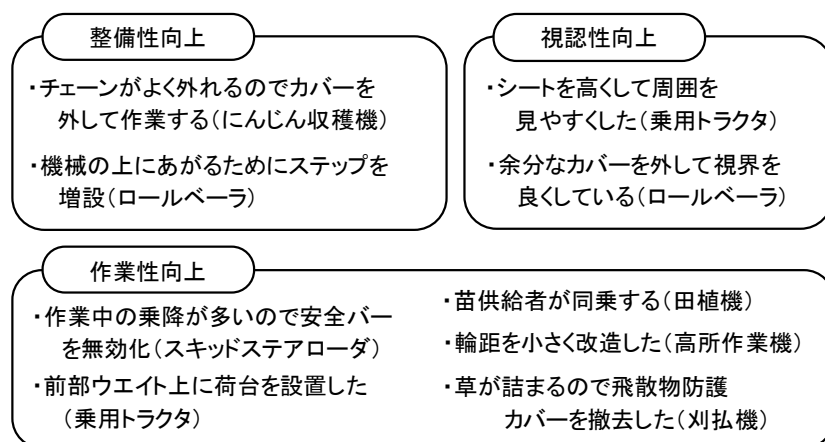 整備性向上
・チェーンがよく外れるのでカバーを
外して作業する(にんじん収穫機)
・機械の上にあがるためにステップを
増設(ロールベーラ)
視認性向上
・シートを高くして周囲を
見やすくした(乗用トラクタ)
・余分なカバーを外して視界を
良くしている(ロールベーラ)
作業性向上
・作業中の乗降が多いので安全バー
を無効化(スキッドステアローダ)
・前部ウエイト上に荷台を設置した
(乗用トラクタ)
・苗供給者が同乗する(田植機)
・輪距を小さく改造した(高所作業機)
・草が詰まるので飛散物防護
カバーを撤去した(刈払機)